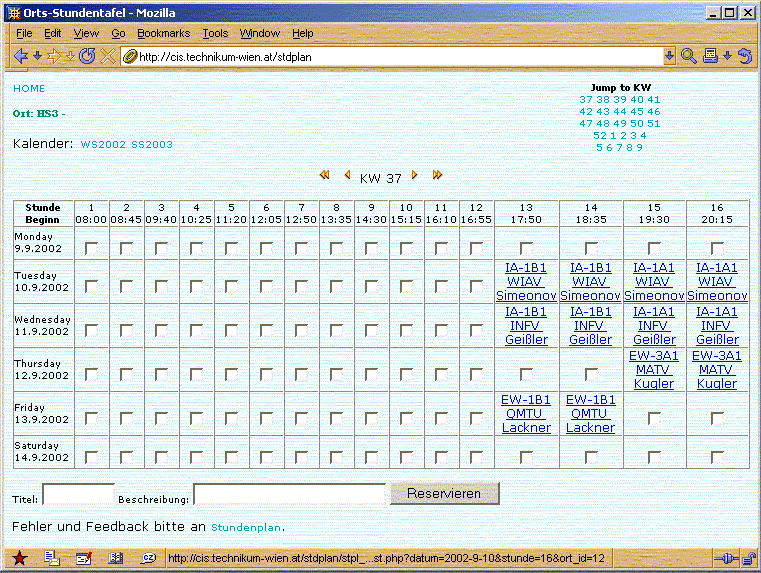 Orts-Stundentafel - Mozilla
File Edit View Go Bookmarks Tools Window Help
http://cis.technikum-wien.at/stdplan
HOME
Jump to KW
37 38 39 40 41
42 43 44 45 46
47 48 49 50 51
52 1 2 3 4
5 6 7 8 9
Ort: HS3 -
Kalender: WS2002 SS2003
KW 37
Stunde 1 2 3 4 5 6 7 8 9 10 11 12 13 14 15 16
Beginn 08:00 08:45 09:40 10:25 11:20 12:05 12:50 13:35 14:30 15:15 16:10 16:55 17:50 18:35 19:30 20:15
Monday
9.9.2002
IA-1B1 IA-1B1 IA-1A1 IA-1A1
Tuesday WIAV WIAV WIAV WIAV
10.9.2002 Simeonov Simeonov Simeonov Simeonov
IA-1B1 IA-1B1 IA-1A1 IA-1A1
Wednesday INFV INFV INFV INFV
11.9.2002 Geißler Geißler Geißler Geißler
EW-3A1 EW-3A1
Thursday MATV MATV
12.9.2002 Kugler Kugler
EW-1B1 EW-1B1
Friday QMTU QMTU
13.9.2002 Lackner Lackner
Saturday
14.9.2002
Titel: Beschreibung: Reservieren
Fehler und Feedback bitte an Stundenplan.
http://cis.technikum-wien.at/stdplan/stpl_...st.php?datum=2002-9-10&stunde=16&ort_id=12